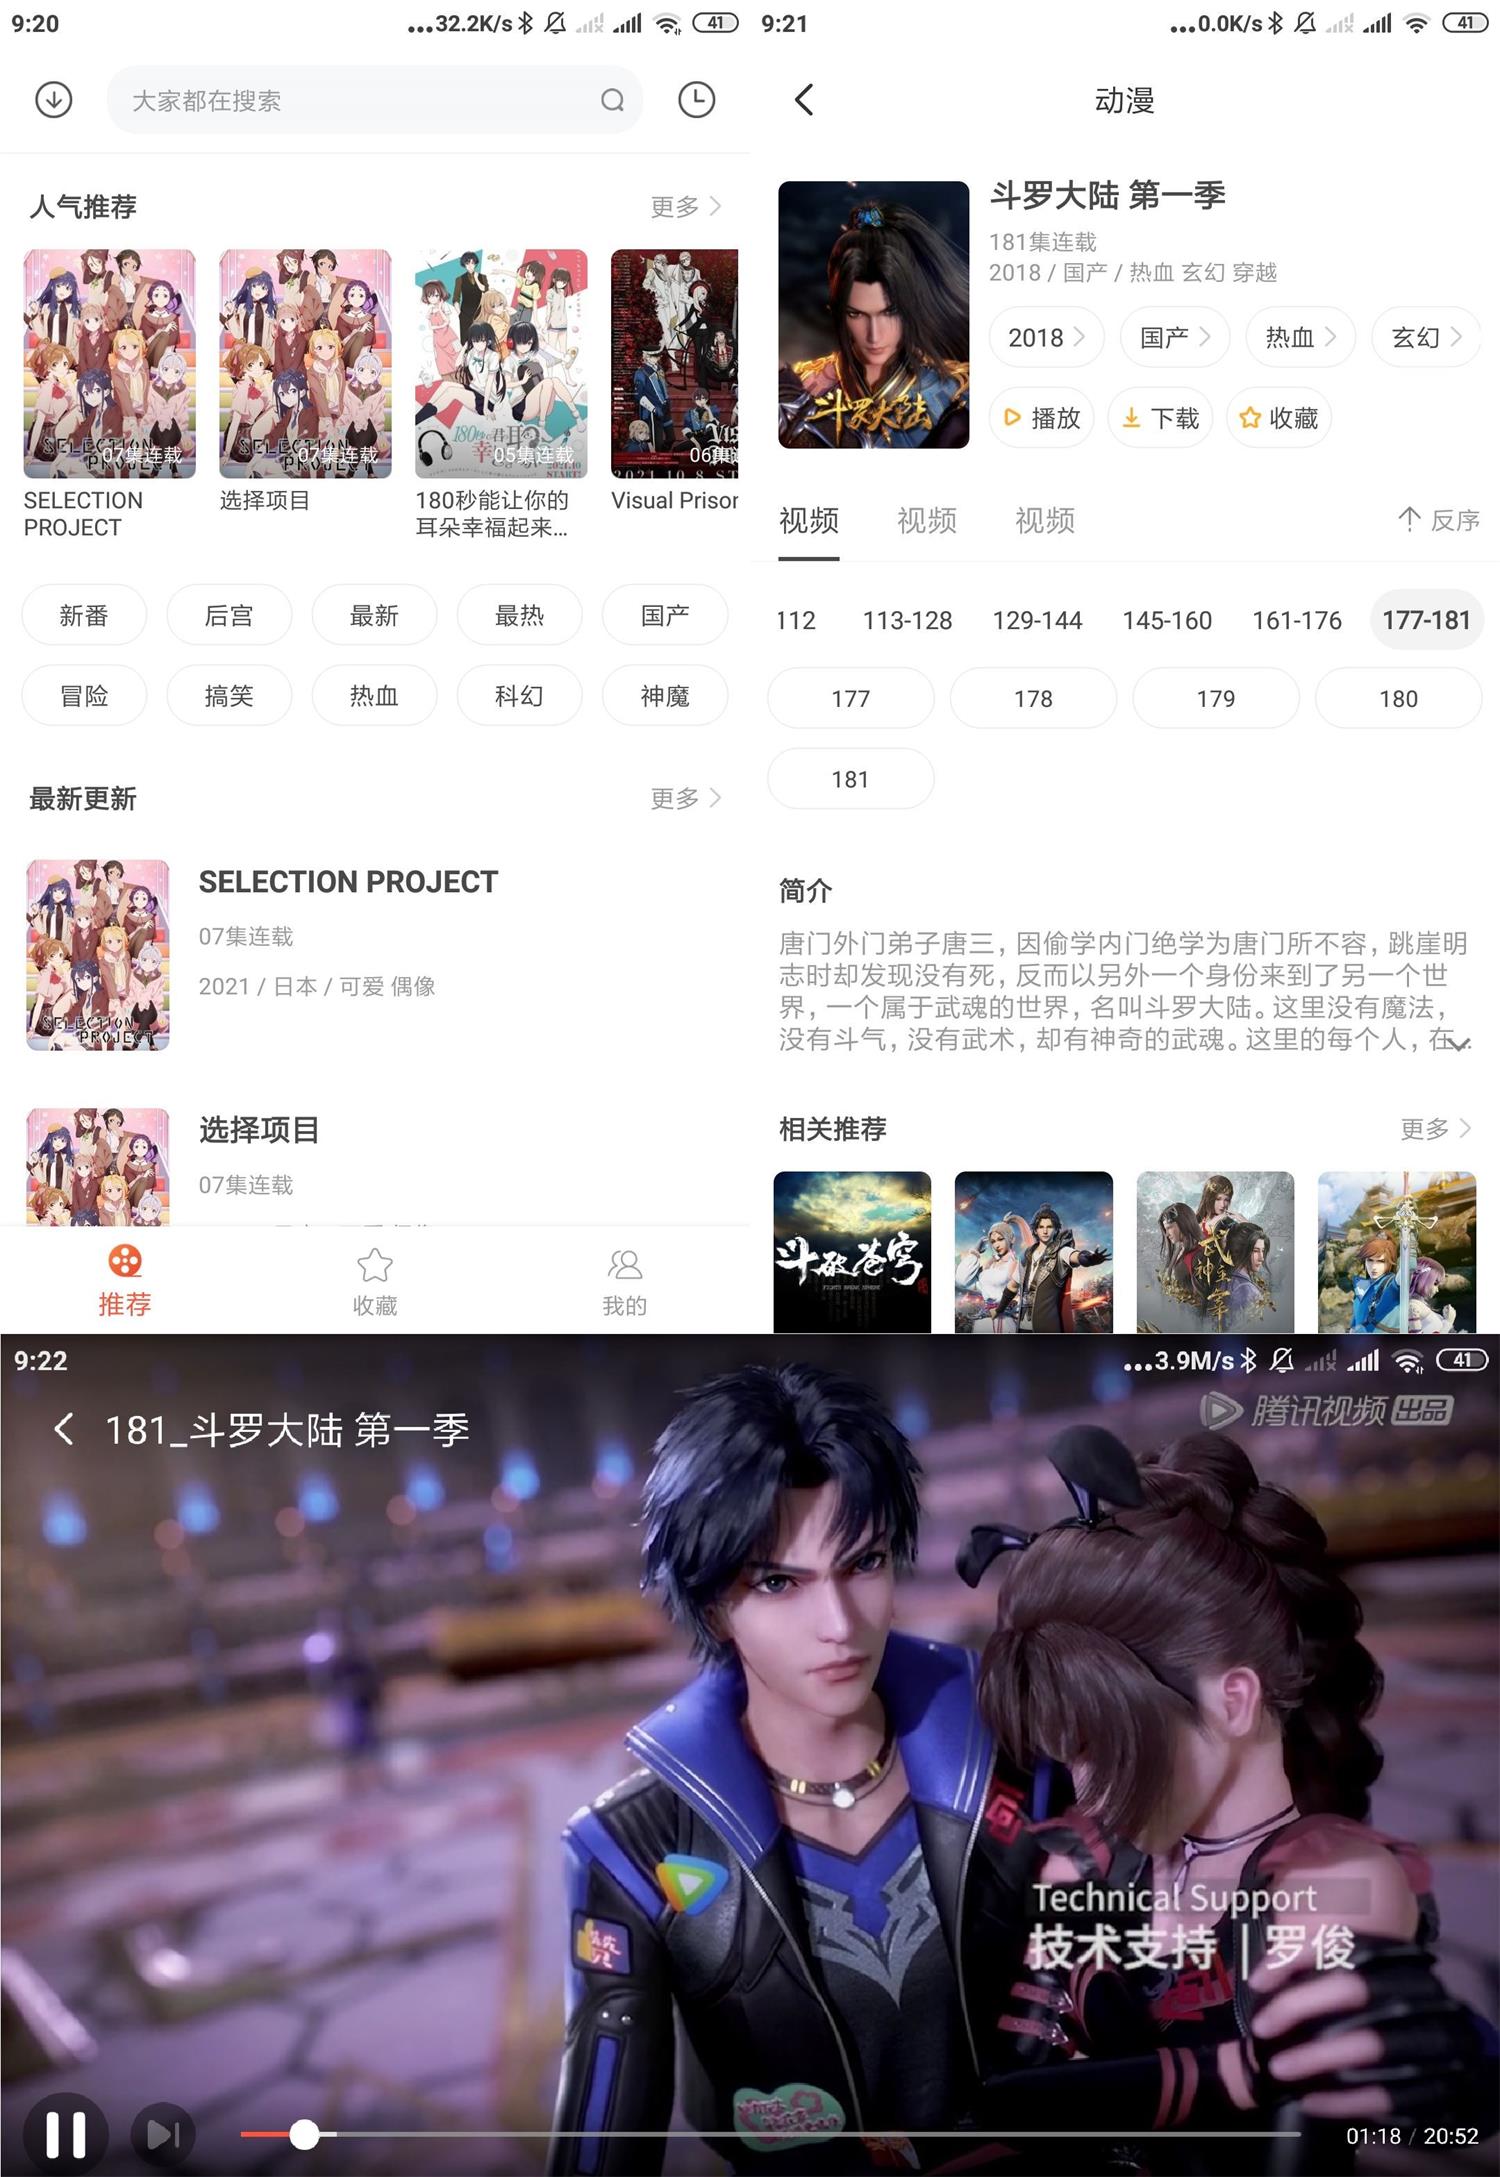 9:20
...32.2K/s
41
大家都在搜索
人气推荐
更多
SELECTION PROJECT
07集连载
SELECTION PROJECT
07集连载
05集连载
Visual Prison
SELECTION
PROJECT
选择项目
180秒能让你的
耳朵幸福起来...
新番
后宫
最新
最热
国产
冒险
搞笑
热血
科幻
神魔
最新更新
更多
SELECTION PROJECT
SELECTION PROJECT
07集连载
2021 / 日本 / 可爱 偶像
选择项目
07集连载
推荐
收藏
我的
9:21
...0.0K/s
41
动漫
斗罗大陆
斗罗大陆 第一季
181集连载
2018 / 国产 / 热血 玄幻 穿越
2018
国产
热血
玄幻
播放
下载
收藏
视频
视频
视频
反序
112
113-128
129-144
145-160
161-176
177-181
177
178
179
180
181
简介
唐门外门弟子唐三，因偷学内门绝学为唐门所不容，跳崖明
志时却发现没有死，反而以另外一个身份来到了另一个世
界，一个属于武魂的世界，名叫斗罗大陆。这里没有魔法，
没有斗气，没有武术，却有神奇的武魂。这里的每个人，在...
相关推荐
更多
斗破苍穹
武神主宰
9:22
...3.9M/s
41
181_斗罗大陆 第一季
腾讯视频 出品
Technical Support
技术支持 | 罗俊
01:18 / 20:52